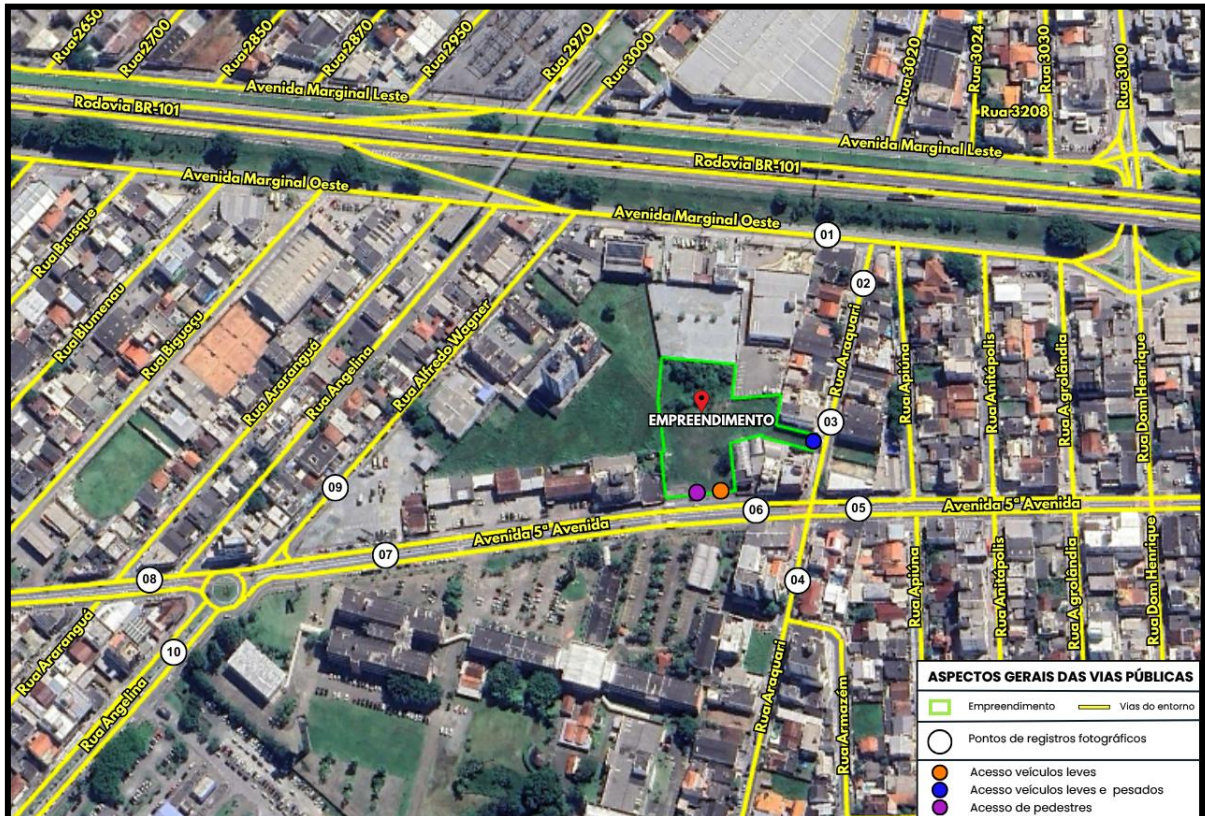 Rua 2650
Rua 2700
Rua 2850
Rua 2870
Rua 2950
Rua 2970
Rua 3000
Rua 3020
Rua 3024
Rua 3030
Rua 3100
Rua 3208
Avenida Marginal Leste
Rodovia BR-101
Avenida Marginal Leste
Rodovia BR-101
Avenida Marginal Oeste
Avenida Marginal Oeste
01
02
Rua Brusque
Rua Blumenau
Rua Biguaçu
Rua Araranguá
Rua Angelina
Rua Alfredo Wagner
Rua Araquari
Rua Apiúna
Rua Anitápolis
Rua Agrolândia
Rua Dom Henrique
EMPREENDIMENTO
03
09
06
05
Avenida 5ª Avenida
Avenida 5ª Avenida
07
08
04
10
Rua Araranguá
Rua Angelina
Rua Araquari
Rua Armazém
Rua Apiúna
Rua Anitápolis
Rua Agrolândia
Rua Dom Henrique
ASPECTOS GERAIS DAS VIAS PÚBLICAS
Empreendimento
Vias do entorno
Pontos de registros fotográficos
Acesso veículos leves
Acesso veículos leves e pesados
Acesso de pedestres